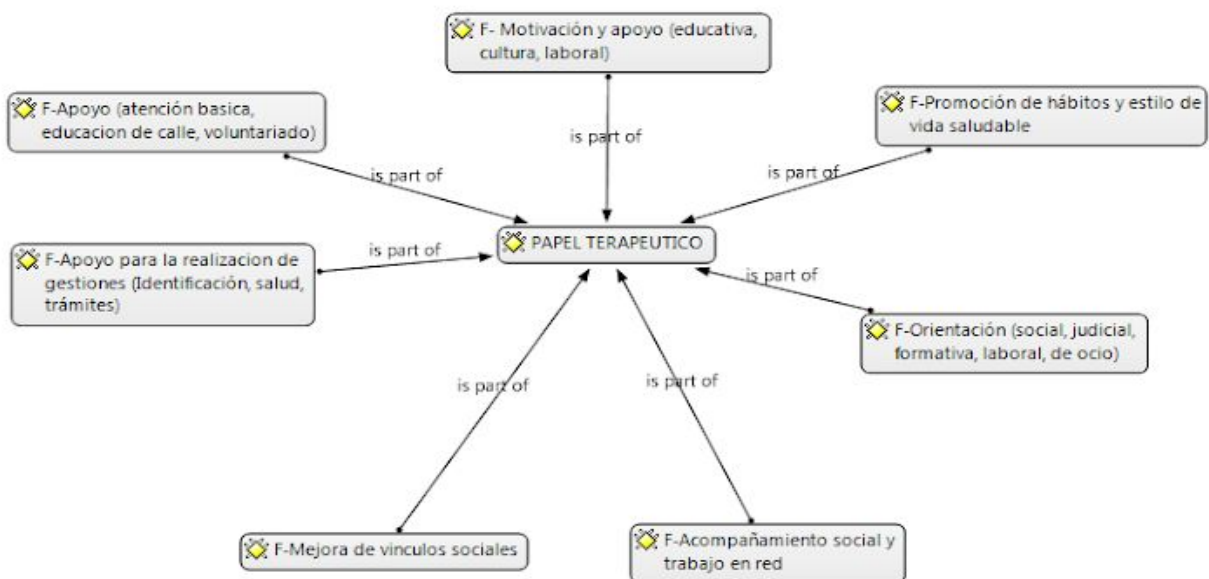 F- Motivación y apoyo (educativa,
cultura, laboral)
F-Apoyo (atención basica,
educacion de calle, voluntariado)
F-Promoción de hábitos y estilo de
vida saludable
is part of
is part of
is part of
PAPEL TERAPEUTICO
F-Apoyo para la realizacion de
gestiones (Identificación, salud,
trámites)
is part of
is part of
F-Orientación (social, judicial,
formativa, laboral, de ocio)
is part of
is part of
F-Mejora de vinculos sociales
F-Acompañamiento social y
trabajo en red